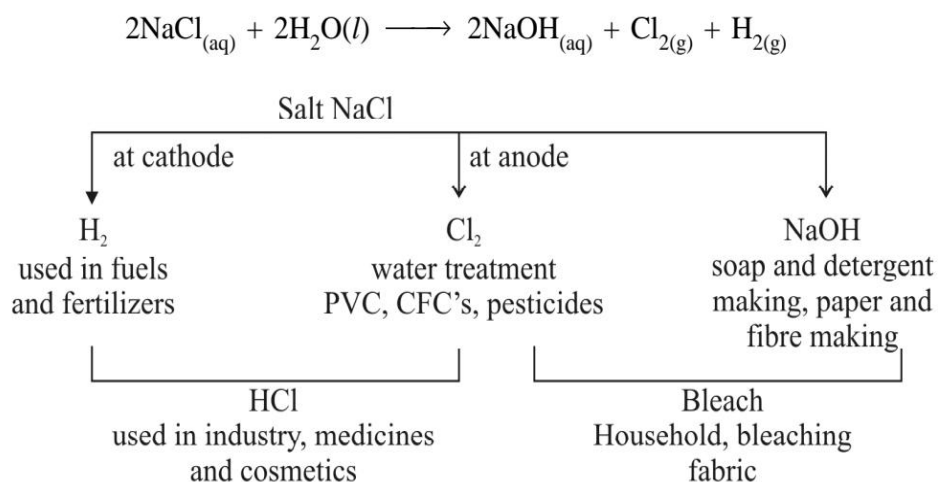 2NaCl(aq) + 2H₂O(l) ⟶ 2NaOH(aq) + Cl₂(g) + H₂(g)
Salt NaCl
at cathode
at anode
H₂
used in fuels
and fertilizers
Cl₂
water treatment
PVC, CFC's, pesticides
NaOH
soap and detergent
making, paper and
fibre making
HCl
used in industry, medicines
and cosmetics
Bleach
Household, bleaching
fabric